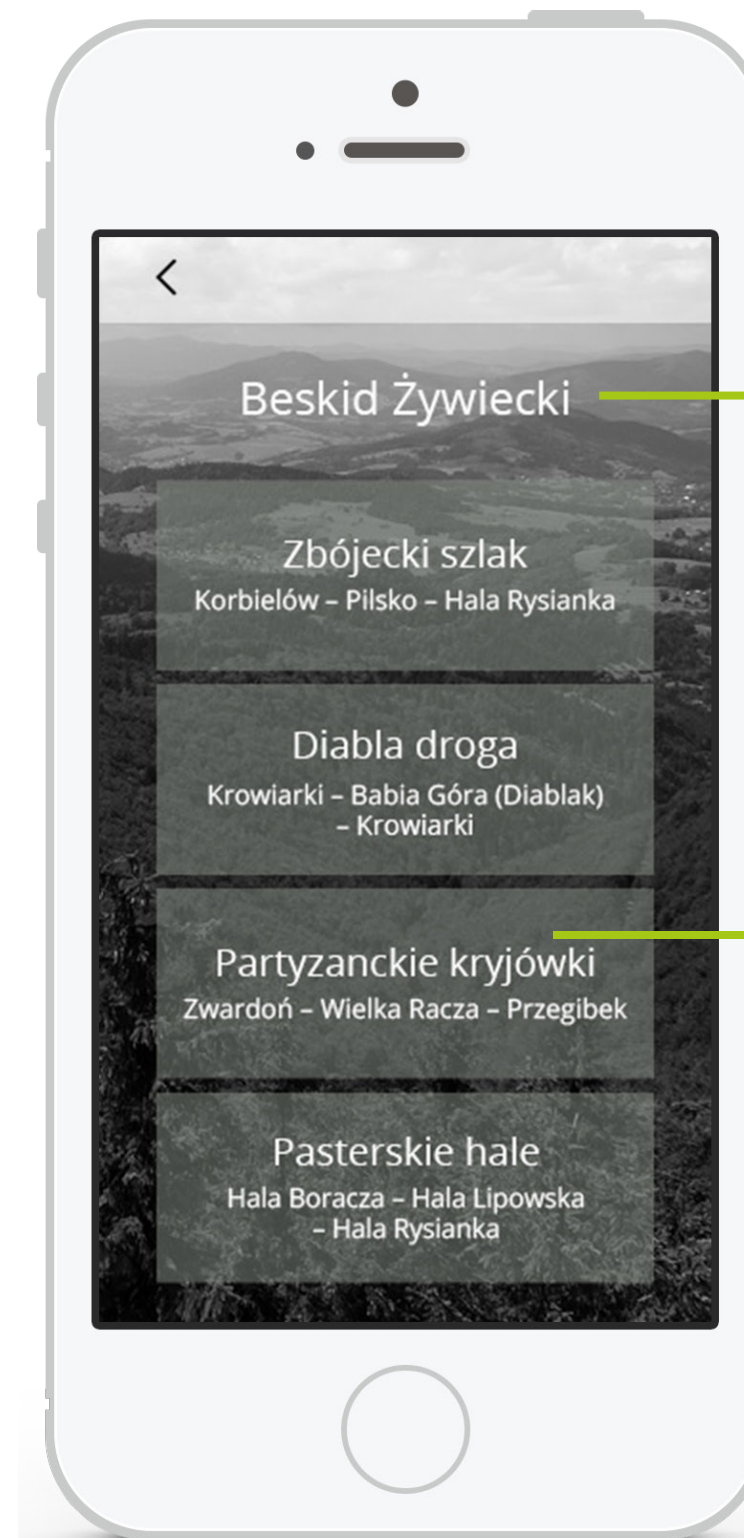 Beskid Żywiecki
Zbójecki szlak
Korbielów – Pilsko – Hala Rysianka
Diabla droga
Krowiarki – Babia Góra (Diablak)
– Krowiarki
Partyzanckie kryjówki
Zwardoń – Wielka Racza – Przegibek
Pasterskie hale
Hala Boracza – Hala Lipowska
– Hala Rysianka